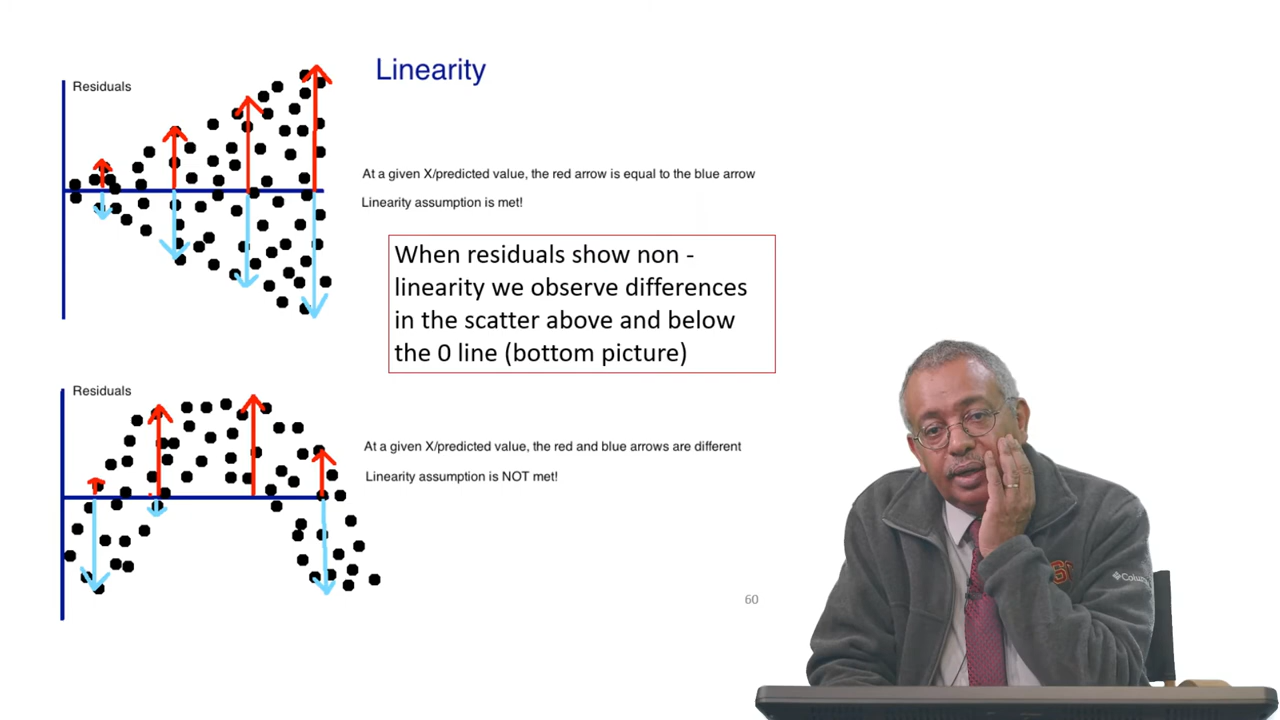 Linearity
Residuals
At a given X/predicted value, the red arrow is equal to the blue arrow
Linearity assumption is met!
When residuals show non -
linearity we observe differences
in the scatter above and below
the 0 line (bottom picture)
Residuals
At a given X/predicted value, the red and blue arrows are different
Linearity assumption is NOT met!
60